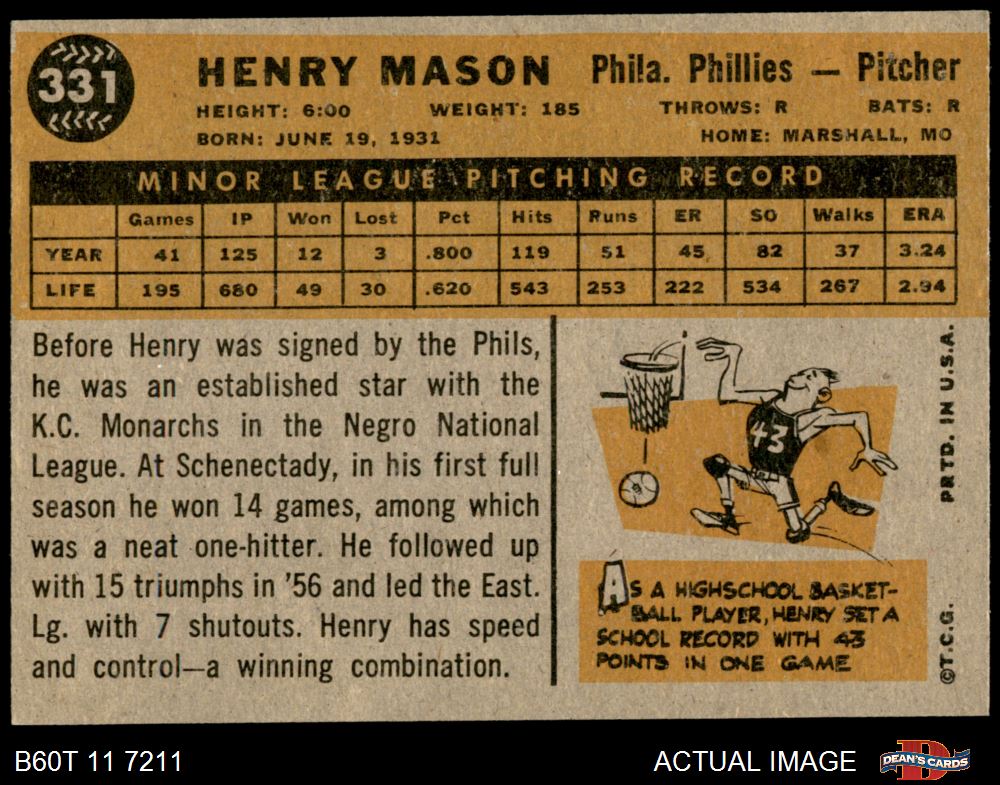 331
HENRY MASON Phila. Phillies — Pitcher
HEIGHT: 6:00 WEIGHT: 185 THROWS: R BATS: R
BORN: JUNE 19, 1931 HOME: MARSHALL, MO
MINOR LEAGUE PITCHING RECORD
Games IP Won Lost Pct Hits Runs ER SO Walks ERA
YEAR 41 125 12 3 .800 119 51 45 82 37 3.24
LIFE 195 680 49 30 .620 543 253 222 534 267 2.94
Before Henry was signed by the Phils,
he was an established star with the
K.C. Monarchs in the Negro National
League. At Schenectady, in his first full
season he won 14 games, among which
was a neat one-hitter. He followed up
with 15 triumphs in '56 and led the East.
Lg. with 7 shutouts. Henry has speed
and control—a winning combination.
43
AS A HIGHSCHOOL BASKET-
BALL PLAYER, HENRY SET A
SCHOOL RECORD WITH 43
POINTS IN ONE GAME
PRTD. IN U.S.A.
©T.C.G.
B60T 11 7211
ACTUAL IMAGE
DEAN'S CARDS